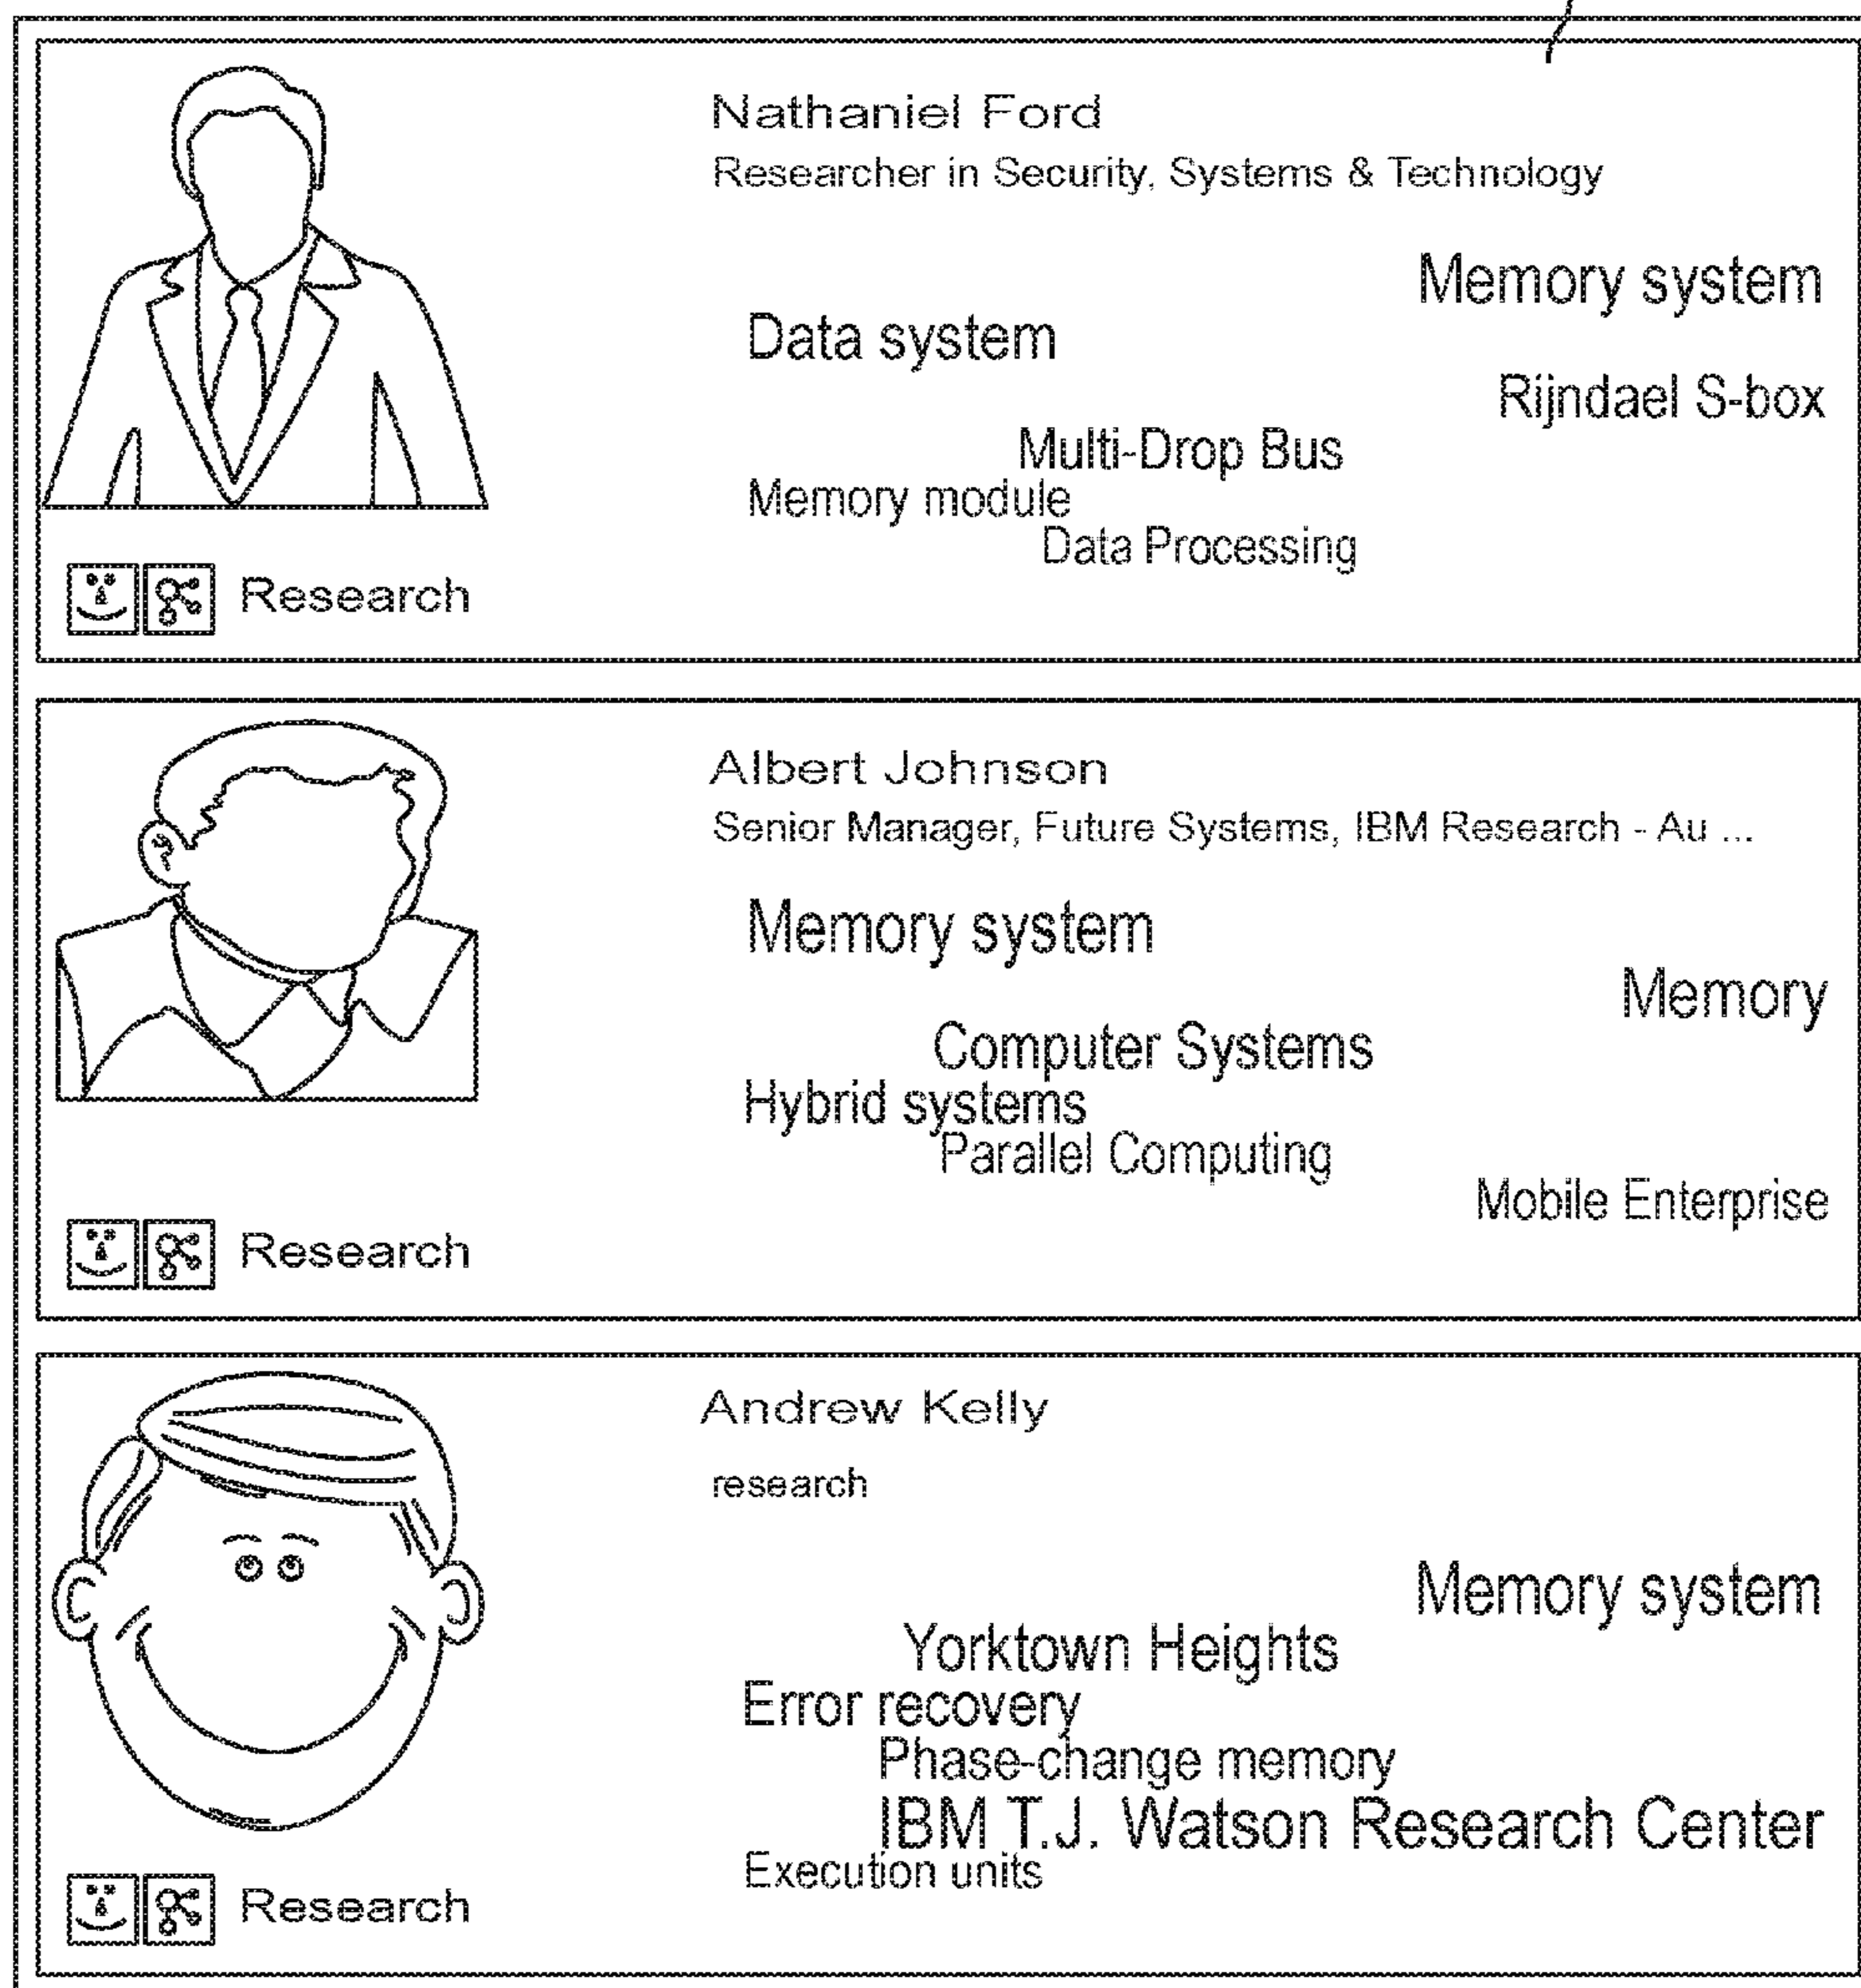 Nathaniel Ford
Researcher in Security, Systems & Technology
Memory system
Data system
Rijndael S-box
Multi-Drop Bus
Memory module
Data Processing
Research
Albert Johnson
Senior Manager, Future Systems, IBM Research - Au ...
Memory system
Memory
Computer Systems
Hybrid systems
Parallel Computing
Mobile Enterprise
Research
Andrew Kelly
research
Memory system
Yorktown Heights
Error recovery
Phase-change memory
IBM T.J. Watson Research Center
Execution units
Research